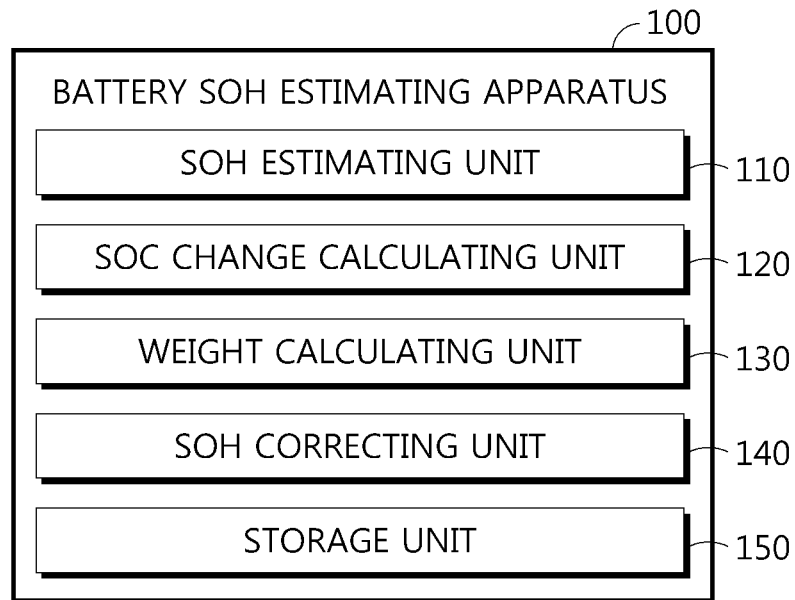 100
BATTERY SOH ESTIMATING APPARATUS
SOH ESTIMATING UNIT
110
SOC CHANGE CALCULATING UNIT
120
WEIGHT CALCULATING UNIT
130
SOH CORRECTING UNIT
140
STORAGE UNIT
150